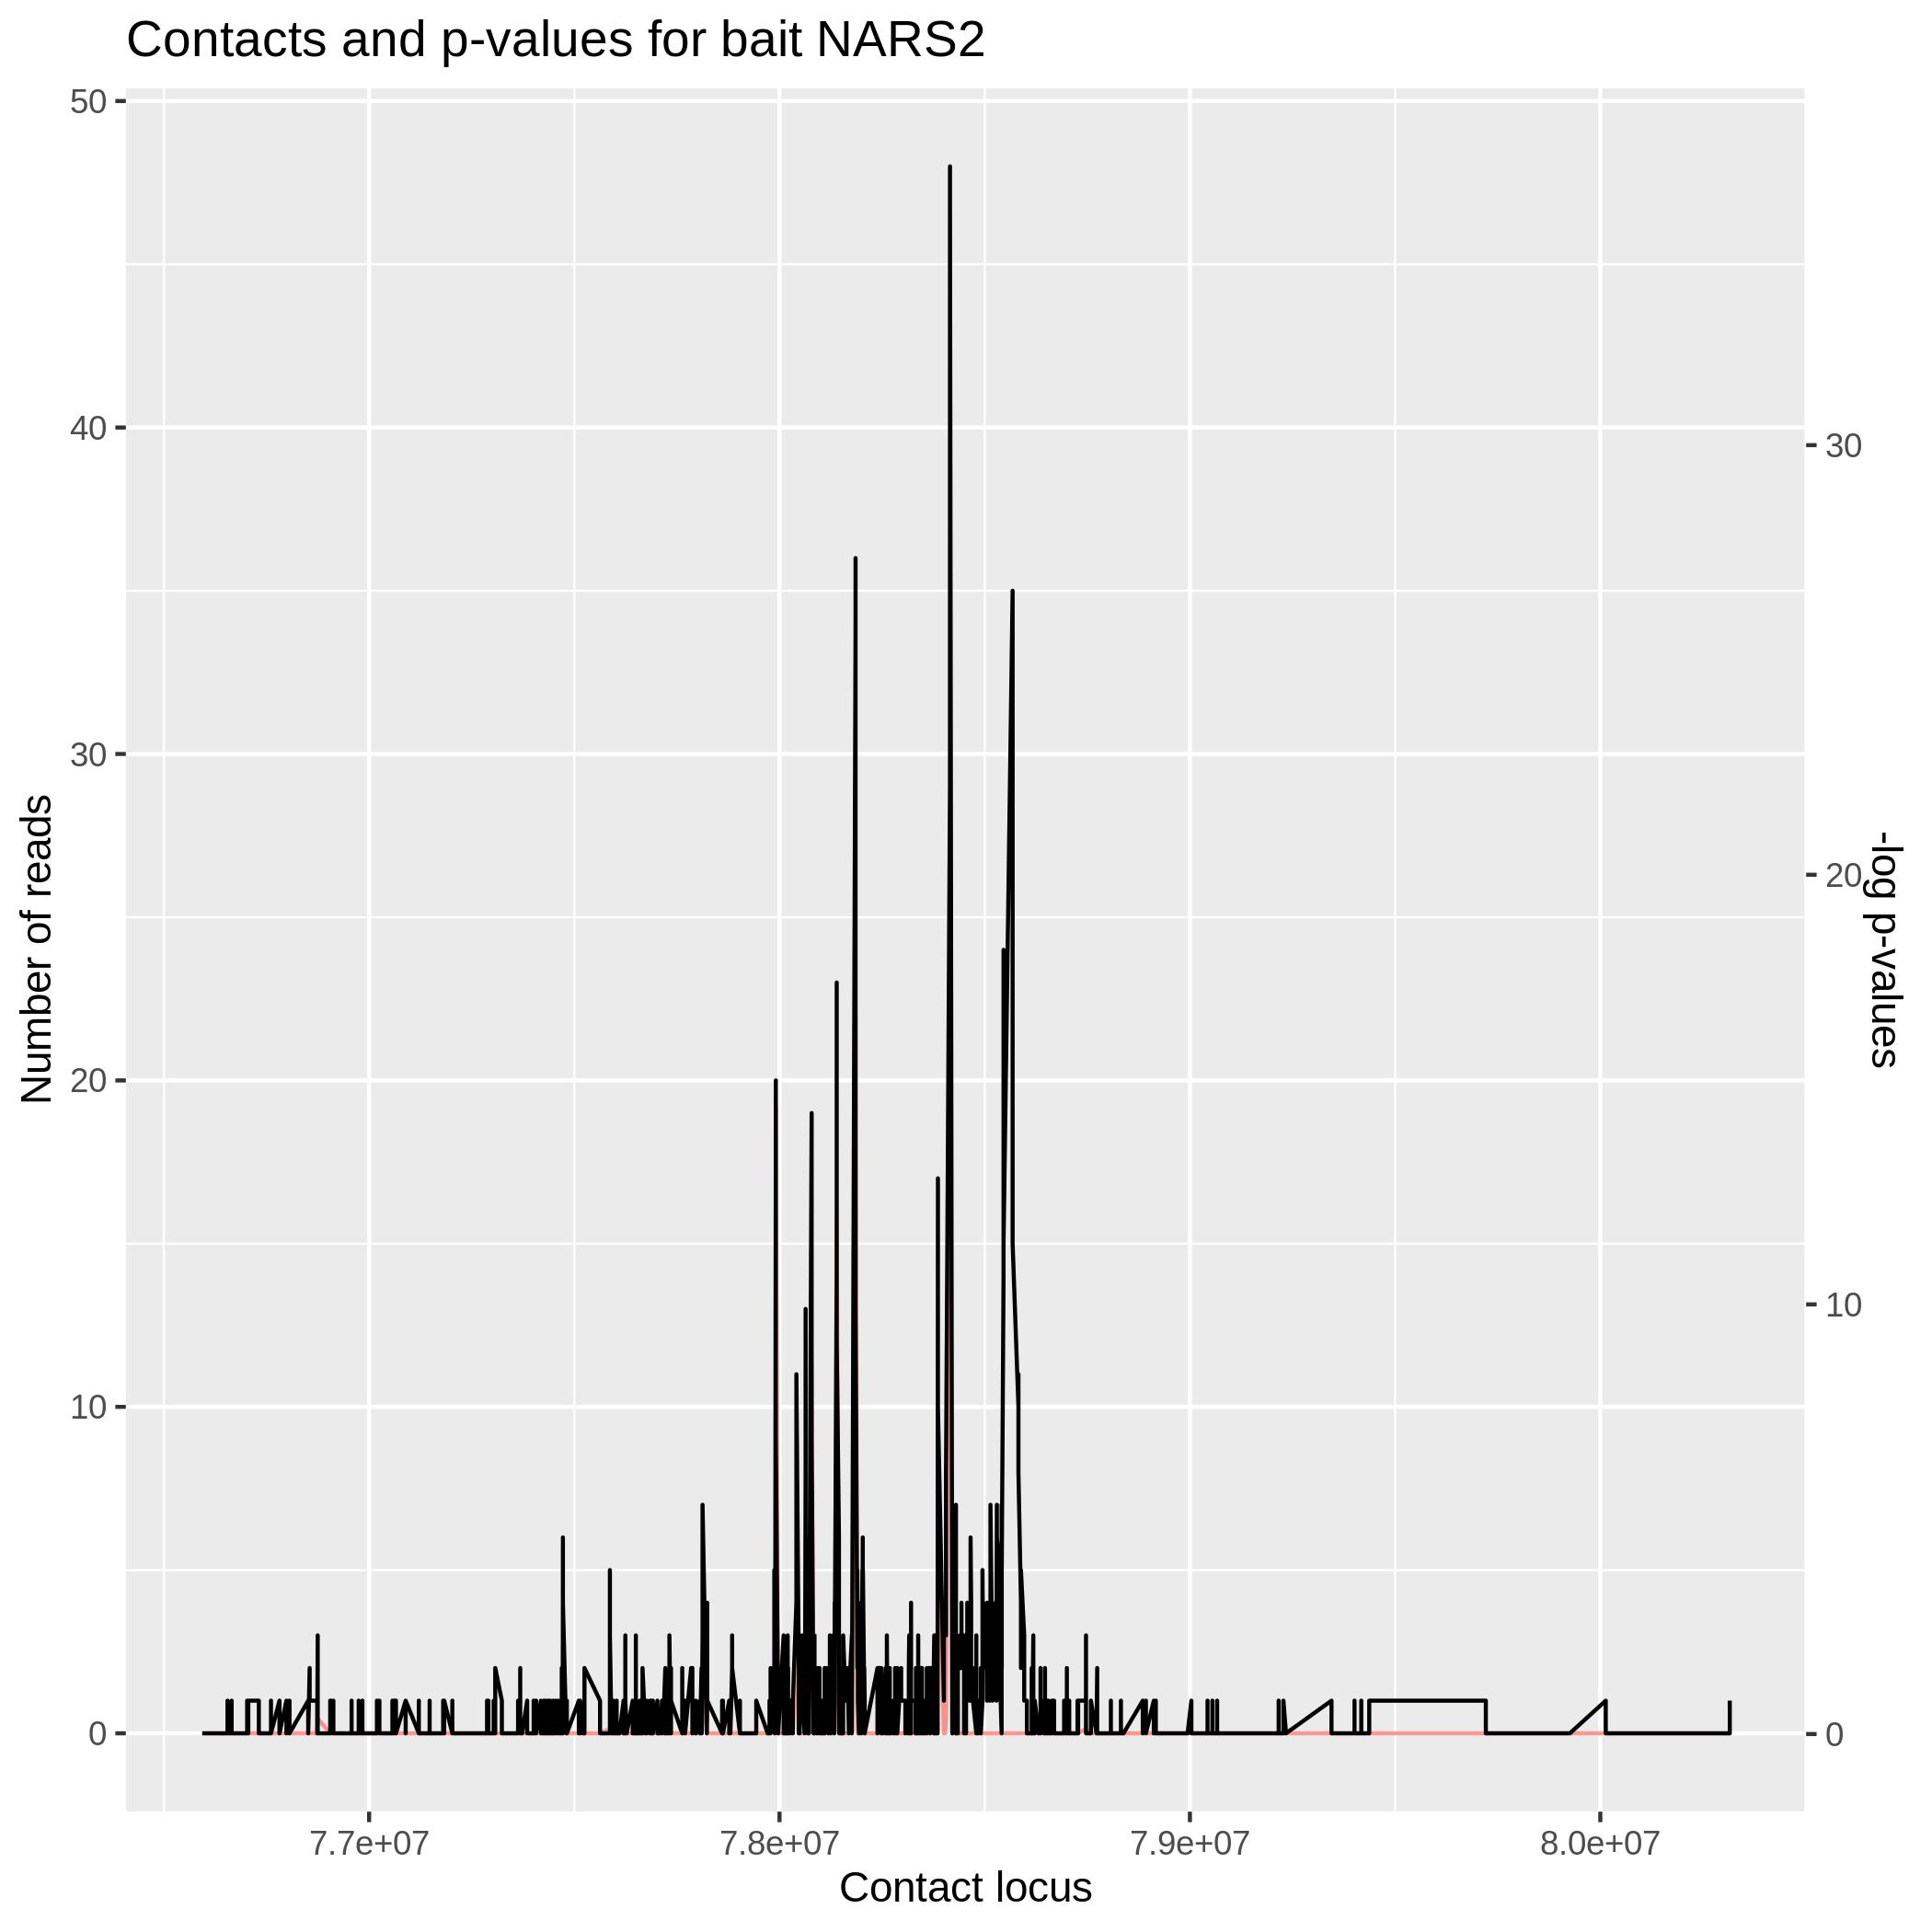 Contacts and p-values for bait NARS2
50
40
30
20
10
0
Number of reads
30
20
10
0
-log p-values
7.7e+07 7.8e+07 7.9e+07 8.0e+07
Contact locus